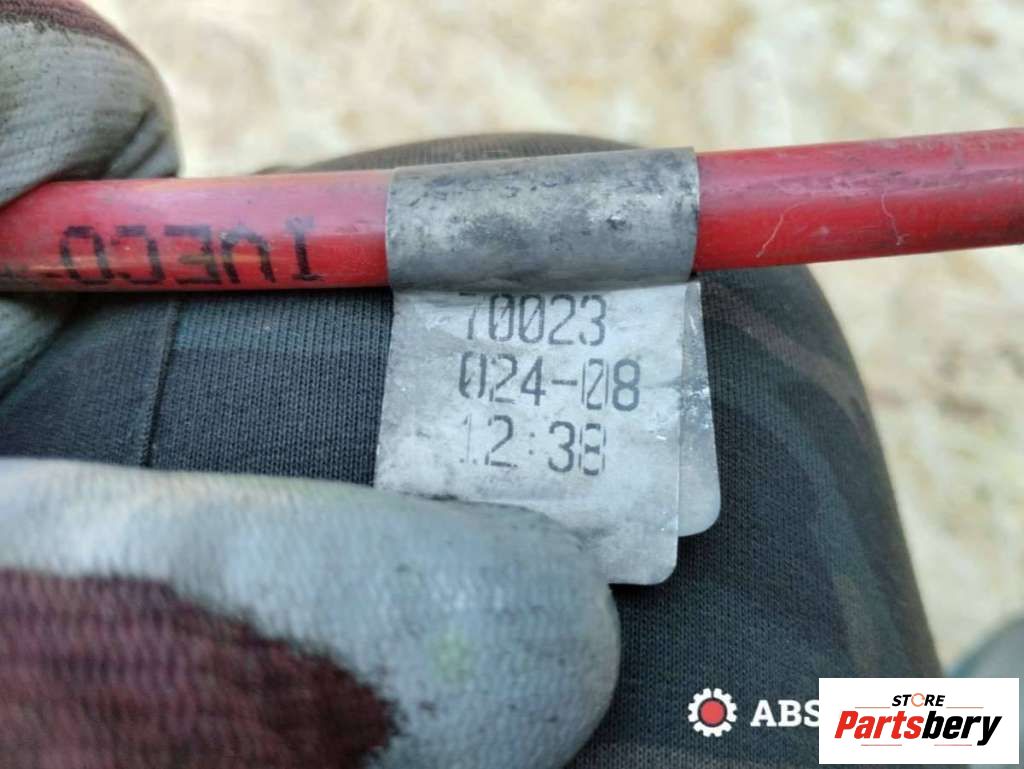 IVECO
70023
024-08
12:38
ABS
STORE
Partsbery